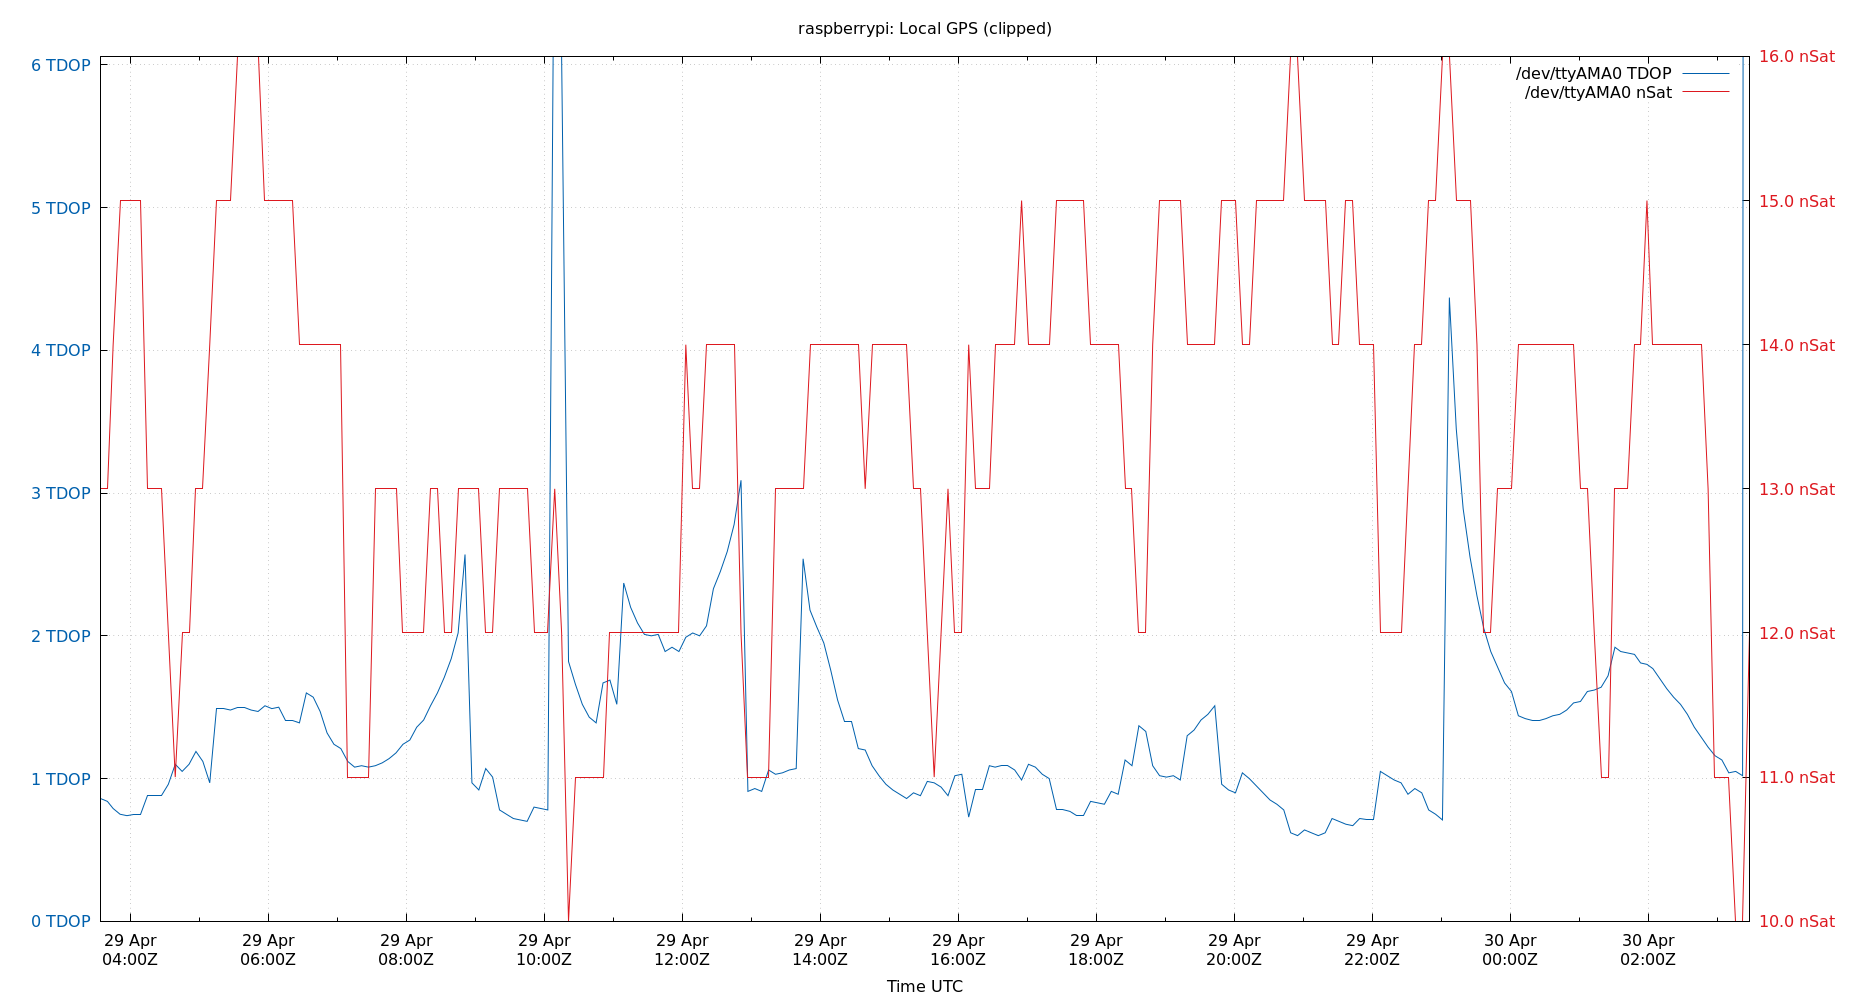 raspberrypi: Local GPS (clipped)
6 TDOP
5 TDOP
4 TDOP
3 TDOP
2 TDOP
1 TDOP
0 TDOP
16.0 nSat
15.0 nSat
14.0 nSat
13.0 nSat
12.0 nSat
11.0 nSat
10.0 nSat
/dev/ttyAMA0 TDOP
/dev/ttyAMA0 nSat
29 Apr 29 Apr 29 Apr 29 Apr 29 Apr 29 Apr 29 Apr 29 Apr 29 Apr 29 Apr 30 Apr 30 Apr
04:00Z 06:00Z 08:00Z 10:00Z 12:00Z 14:00Z 16:00Z 18:00Z 20:00Z 22:00Z 00:00Z 02:00Z
Time UTC